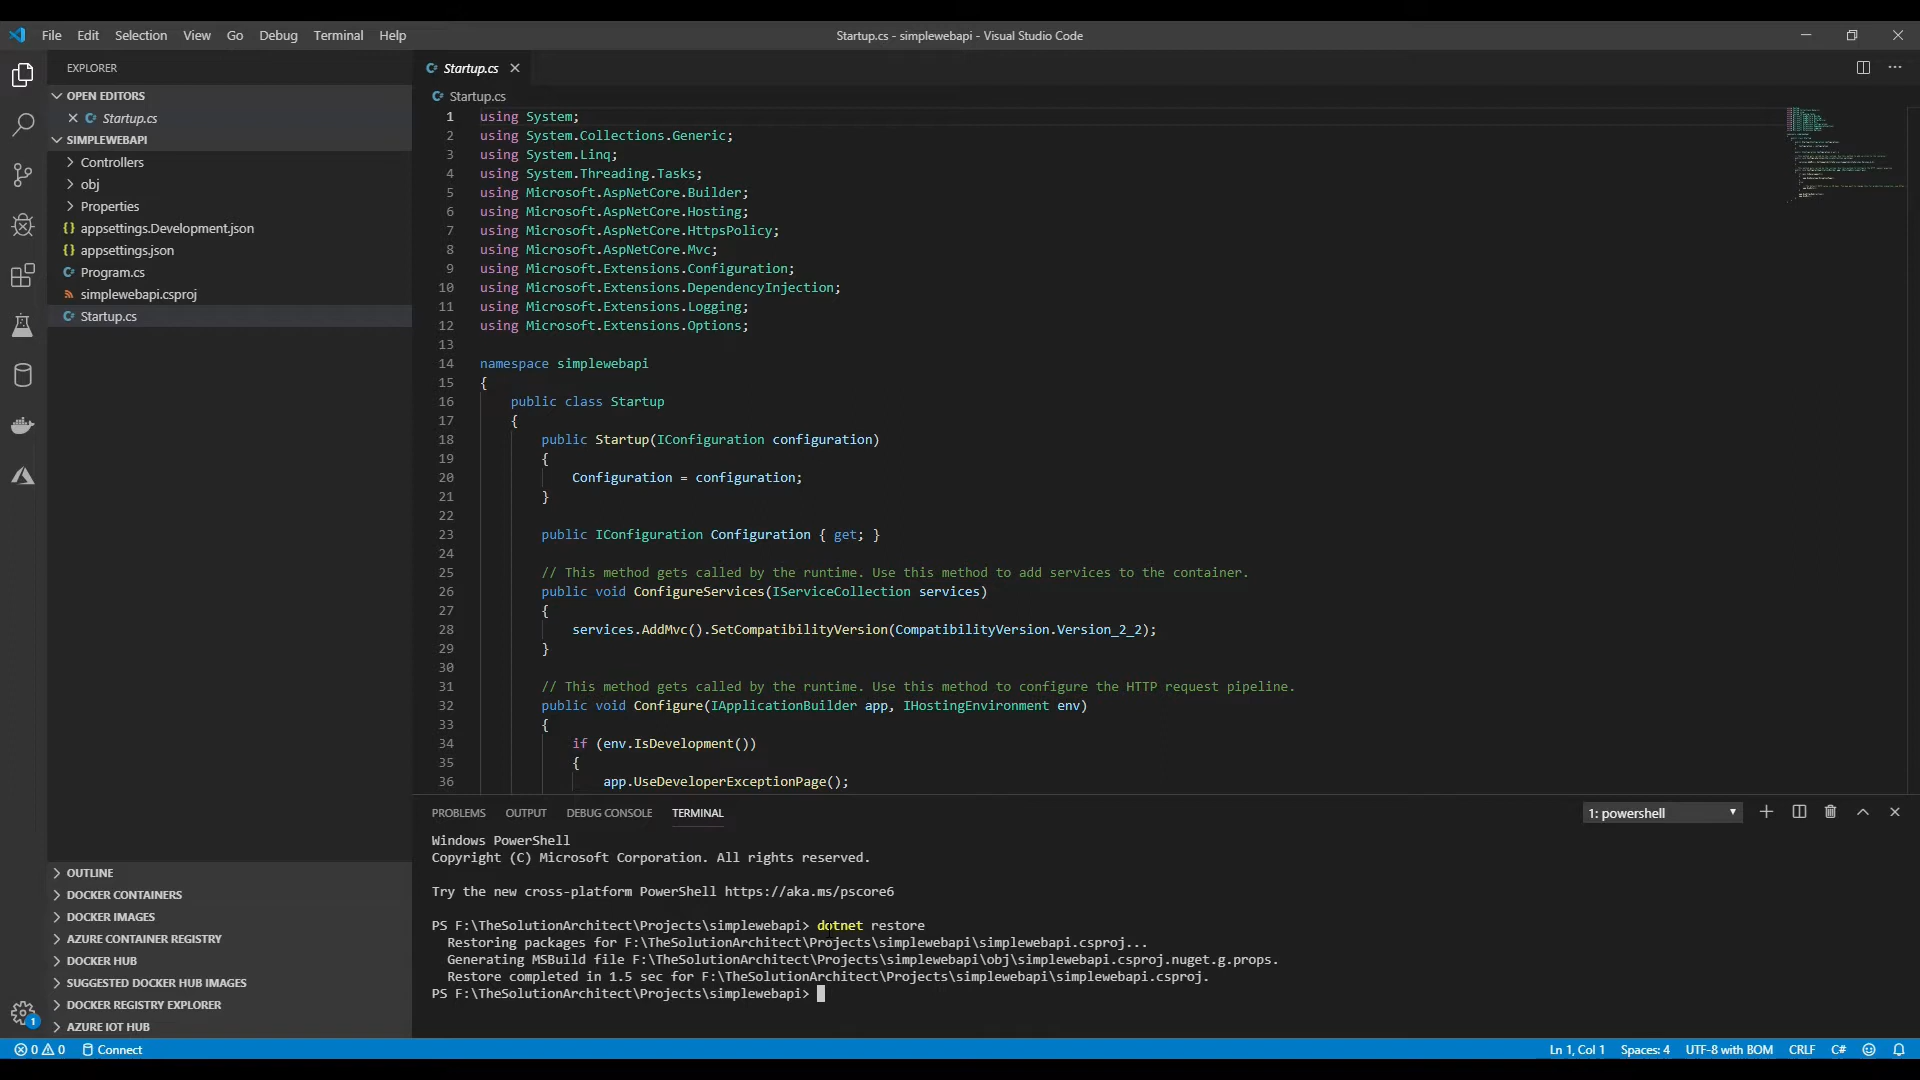 File Edit Selection View Go Debug Terminal Help
Startup.cs - simplewebapi - Visual Studio Code
EXPLORER
OPEN EDITORS
Startup.cs
SIMPLEWEBAPI
Controllers
obj
Properties
appsettings.Development.json
appsettings.json
Program.cs
simplewebapi.csproj
Startup.cs
OUTLINE
DOCKER CONTAINERS
DOCKER IMAGES
AZURE CONTAINER REGISTRY
DOCKER HUB
SUGGESTED DOCKER HUB IMAGES
DOCKER REGISTRY EXPLORER
AZURE IOT HUB
1
Startup.cs
Startup.cs
1 using System;
2 using System.Collections.Generic;
3 using System.Linq;
4 using System.Threading.Tasks;
5 using Microsoft.AspNetCore.Builder;
6 using Microsoft.AspNetCore.Hosting;
7 using Microsoft.AspNetCore.HttpsPolicy;
8 using Microsoft.AspNetCore.Mvc;
9 using Microsoft.Extensions.Configuration;
10 using Microsoft.Extensions.DependencyInjection;
11 using Microsoft.Extensions.Logging;
12 using Microsoft.Extensions.Options;
13
14 namespace simplewebapi
15 {
16 public class Startup
17 {
18 public Startup(IConfiguration configuration)
19 {
20 Configuration = configuration;
21 }
22
23 public IConfiguration Configuration { get; }
24
25 // This method gets called by the runtime. Use this method to add services to the container.
26 public void ConfigureServices(IServiceCollection services)
27 {
28 services.AddMvc().SetCompatibilityVersion(CompatibilityVersion.Version_2_2);
29 }
30
31 // This method gets called by the runtime. Use this method to configure the HTTP request pipeline.
32 public void Configure(IApplicationBuilder app, IHostingEnvironment env)
33 {
34 if (env.IsDevelopment())
35 {
36 app.UseDeveloperExceptionPage();
PROBLEMS OUTPUT DEBUG CONSOLE TERMINAL
1: powershell
Windows PowerShell
Copyright (C) Microsoft Corporation. All rights reserved.
Try the new cross-platform PowerShell https://aka.ms/pscore6
PS F:\TheSolutionArchitect\Projects\simplewebapi> dotnet restore
Restoring packages for F:\TheSolutionArchitect\Projects\simplewebapi\simplewebapi.csproj...
Generating MSBuild file F:\TheSolutionArchitect\Projects\simplewebapi\obj\simplewebapi.csproj.nuget.g.props.
Restore completed in 1.5 sec for F:\TheSolutionArchitect\Projects\simplewebapi\simplewebapi.csproj.
PS F:\TheSolutionArchitect\Projects\simplewebapi>
0 0 Connect
Ln 1, Col 1 Spaces: 4 UTF-8 with BOM CRLF C#